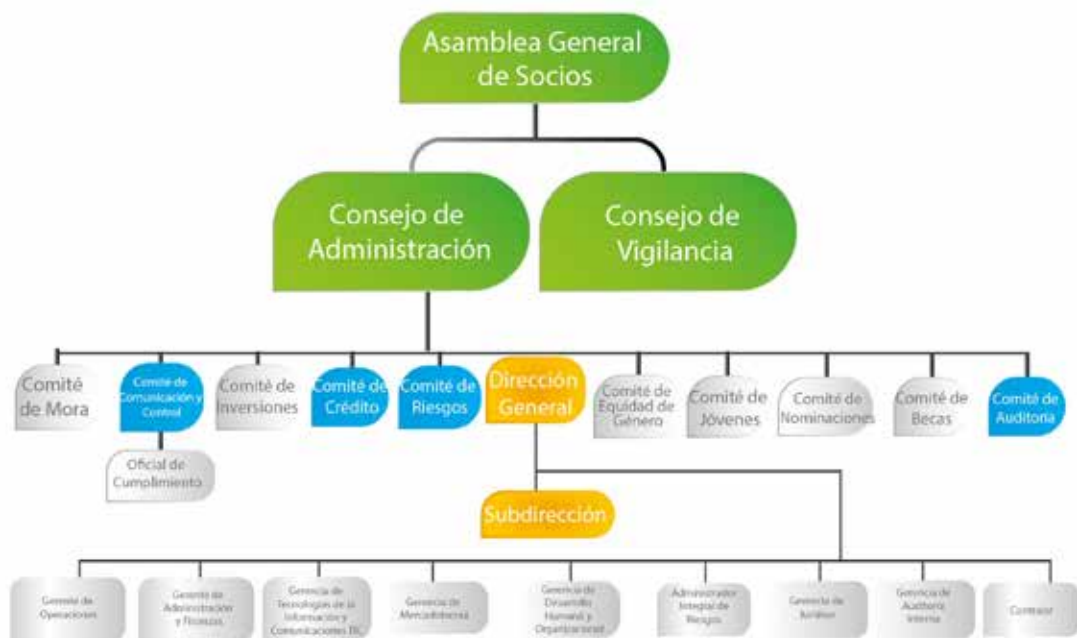 Asamblea General
de Socios
Consejo de
Administración
Consejo de
Vigilancia
Comité
de Mora
Comité de
Comunicación y
Control
Comité de
Inversiones
Comité de
Crédito
Comité de
Riesgos
Dirección
General
Comité de
Equidad de
Género
Comité de
Jóvenes
Comité de
Nominaciones
Comité de
Becas
Comité de
Auditoria
Oficial de
Cumplimiento
Subdirección
Gerente de
Operaciones
Gerente de
Administración
y Finanzas
Gerencia de
Tecnologías de la
Información y
Comunicaciones TIC
Gerencia de
Mercadotecnia
Gerencia de
Desarrollo
Humano y
Organizacional
Administrador
Integral de
Riesgos
Gerencia de
Jurídico
Gerencia de
Auditoría
Interna
Contralor